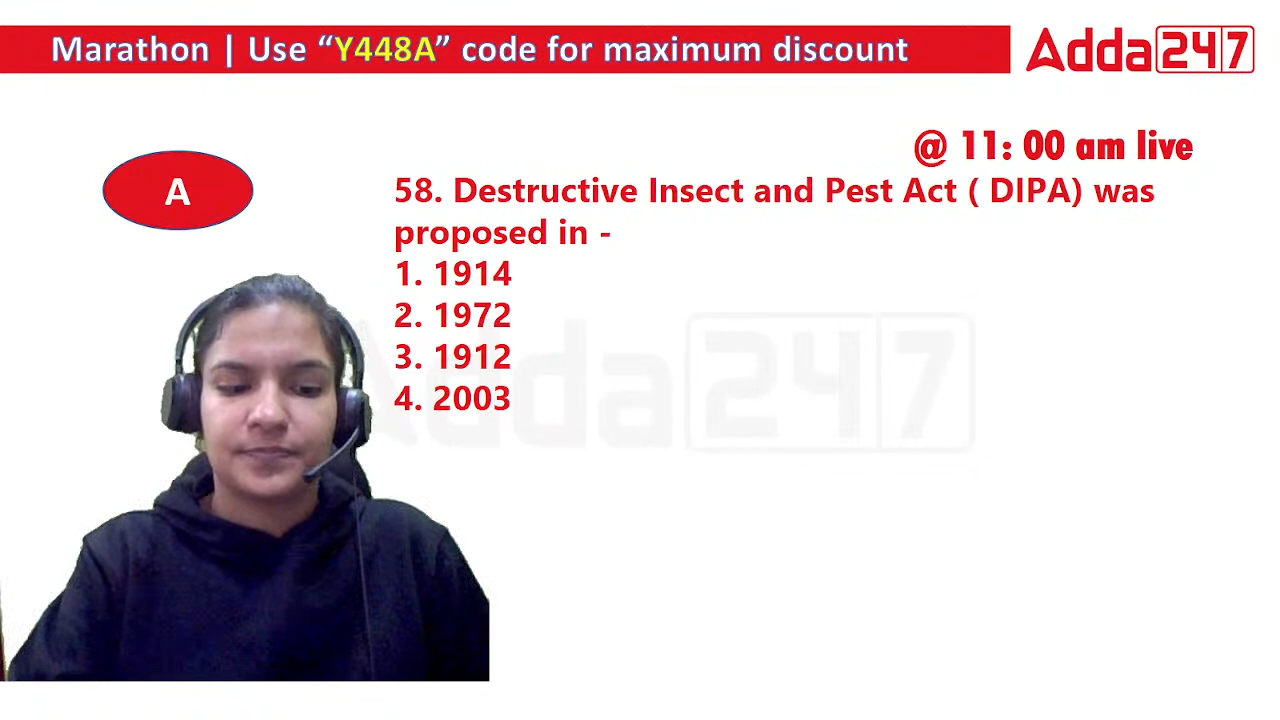 Marathon | Use “Y448A” code for maximum discount
Adda247
@ 11: 00 am live
A
58. Destructive Insect and Pest Act ( DIPA) was
proposed in -
1. 1914
2. 1972
3. 1912
4. 2003
Adda247